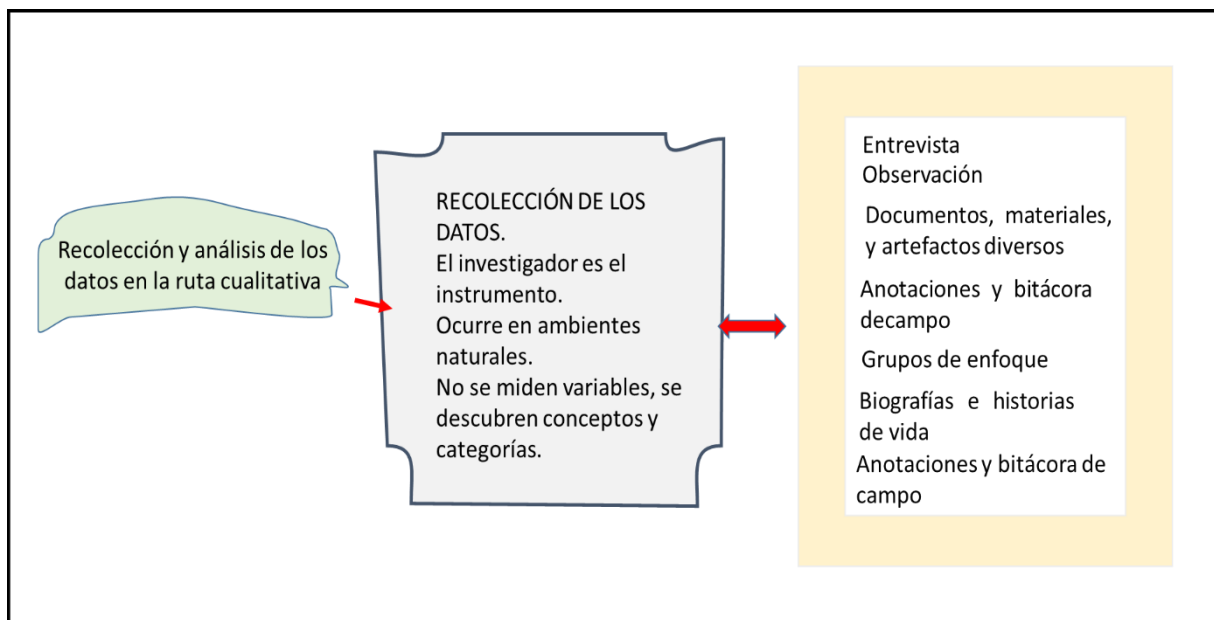 Recolección y análisis de los
datos en la ruta cualitativa
RECOLECCIÓN DE LOS
DATOS.
El investigador es el
instrumento.
Ocurre en ambientes
naturales.
No se miden variables, se
descubren conceptos y
categorías.
Entrevista
Observación
Documentos, materiales,
y artefactos diversos
Anotaciones y bitácora
decampo
Grupos de enfoque
Biografías e historias
de vida
Anotaciones y bitácora de
campo